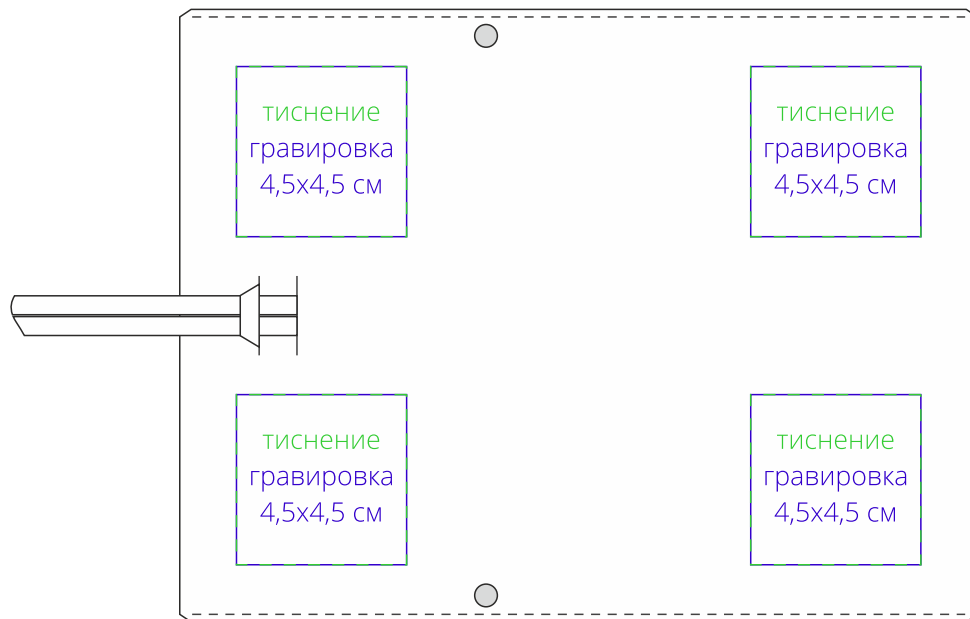 тиснение
гравировка
4,5х4,5 см
тиснение
гравировка
4,5х4,5 см
тиснение
гравировка
4,5х4,5 см
тиснение
гравировка
4,5х4,5 см